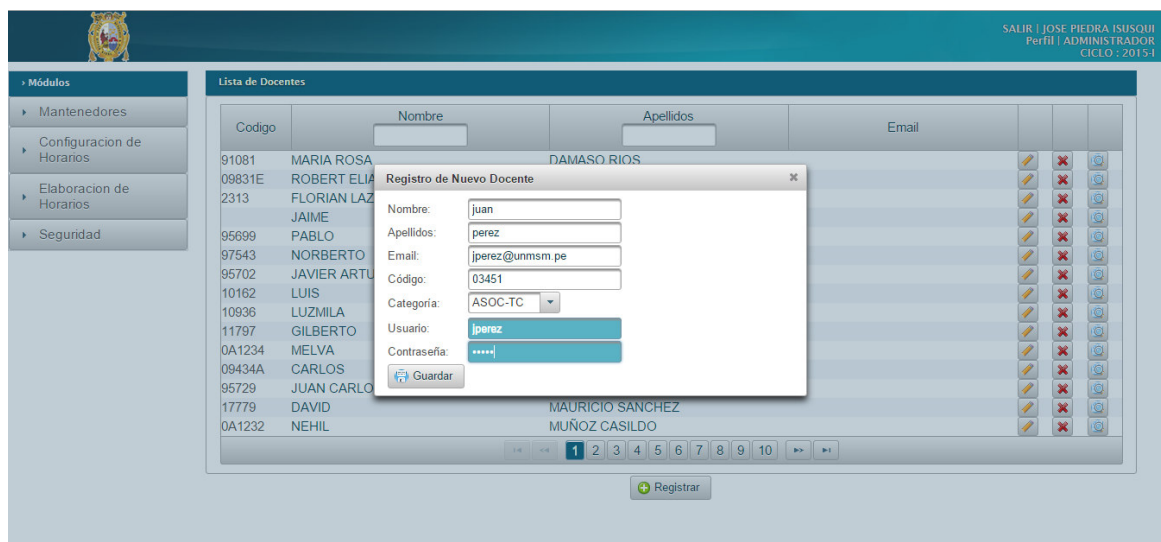 SALIR | JOSE PIEDRA ISUSQUI
Perfil | ADMINISTRADOR
CICLO : 2015-I
› Módulos
Mantenedores
Configuracion de
Horarios
Elaboracion de
Horarios
Seguridad
Lista de Docentes
Codigo Nombre Apellidos Email
91081 MARIA ROSA DAMASO RIOS
09831E ROBERT ELIA
2313 FLORIAN LAZ
JAIME
95699 PABLO
97543 NORBERTO
95702 JAVIER ARTU
10162 LUIS
10936 LUZMILA
11797 GILBERTO
0A1234 MELVA
09434A CARLOS
95729 JUAN CARLO
17779 DAVID MAURICIO SANCHEZ
0A1232 NEHIL MUÑOZ CASILDO
1 2 3 4 5 6 7 8 9 10
Registrar
Registro de Nuevo Docente
Nombre: juan
Apellidos: perez
Email: jperez@unmsm.pe
Código: 03451
Categoría: ASOC-TC
Usuario: jperez
Contraseña: •••••
Guardar